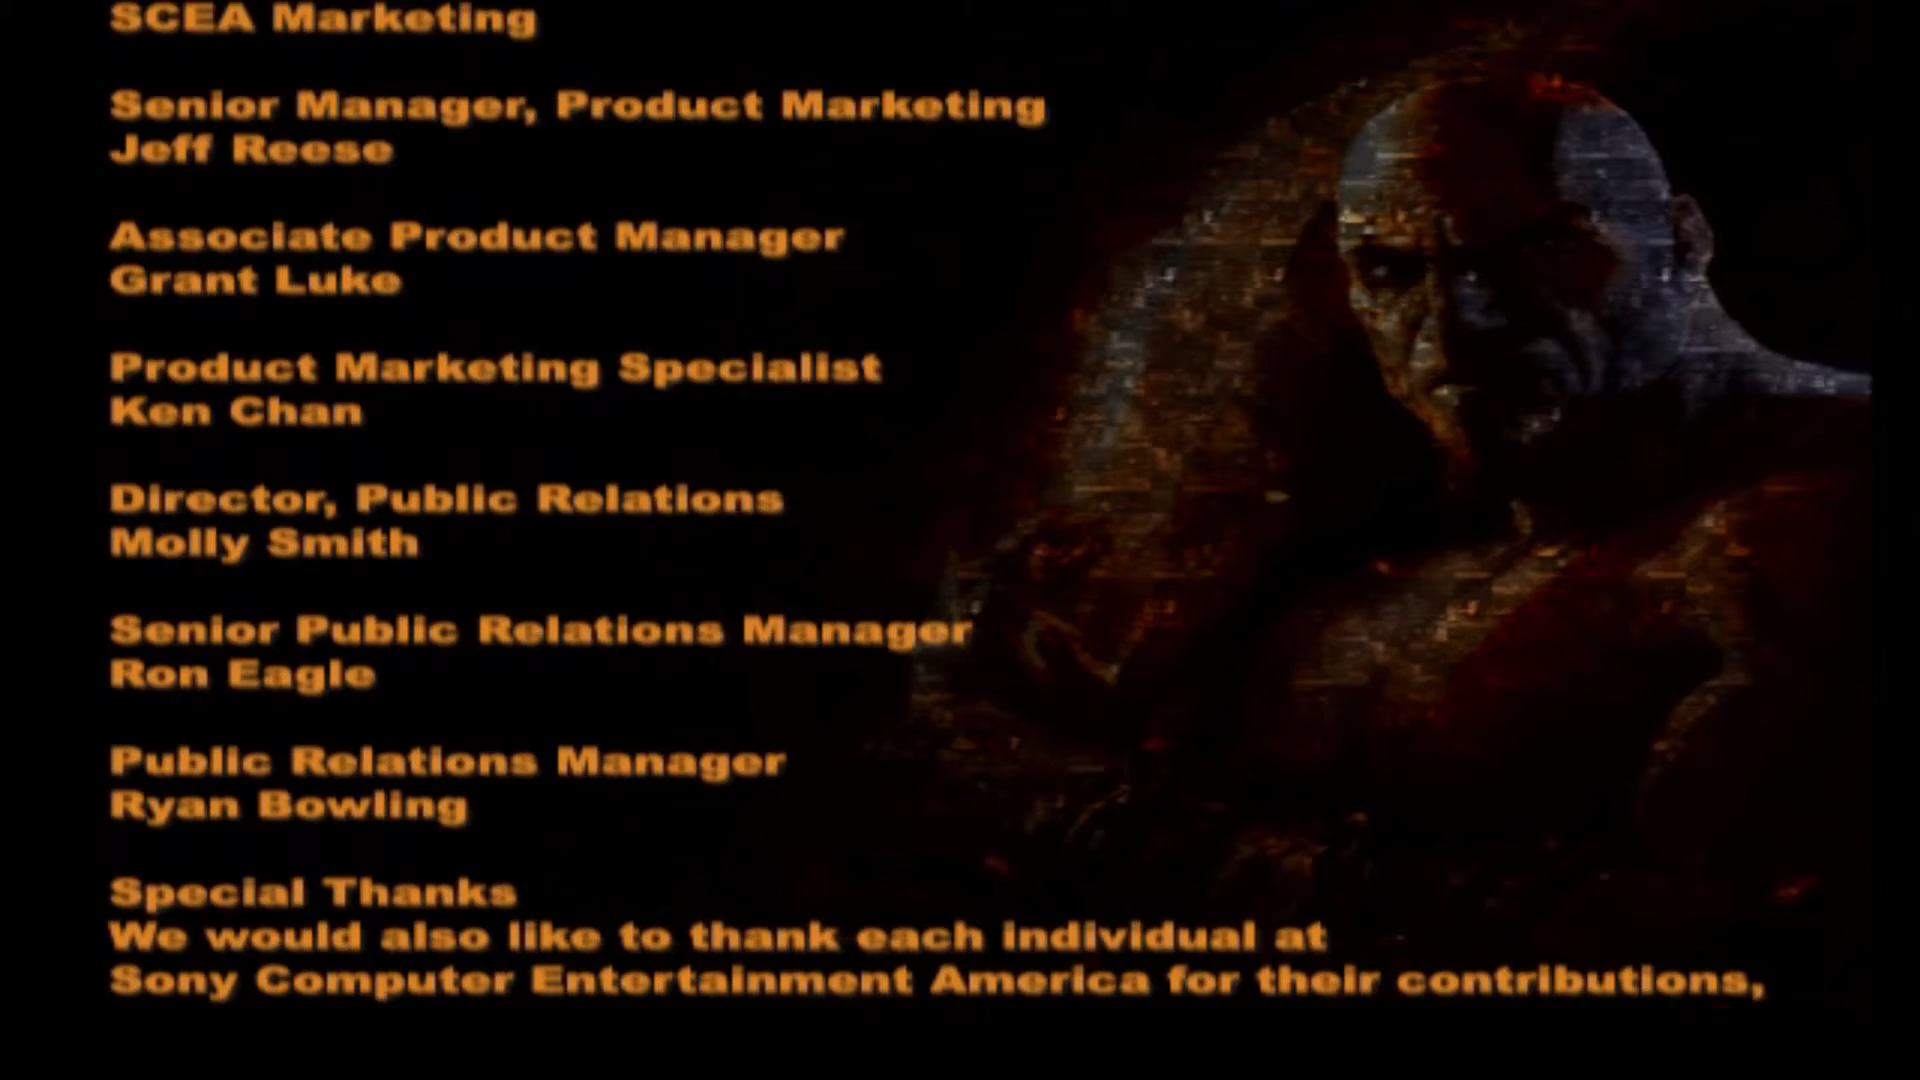 SCEA Marketing
Senior Manager, Product Marketing
Jeff Reese
Associate Product Manager
Grant Luke
Product Marketing Specialist
Ken Chan
Director, Public Relations
Molly Smith
Senior Public Relations Manager
Ron Eagle
Public Relations Manager
Ryan Bowling
Special Thanks
We would also like to thank each individual at
Sony Computer Entertainment America for their contributions,